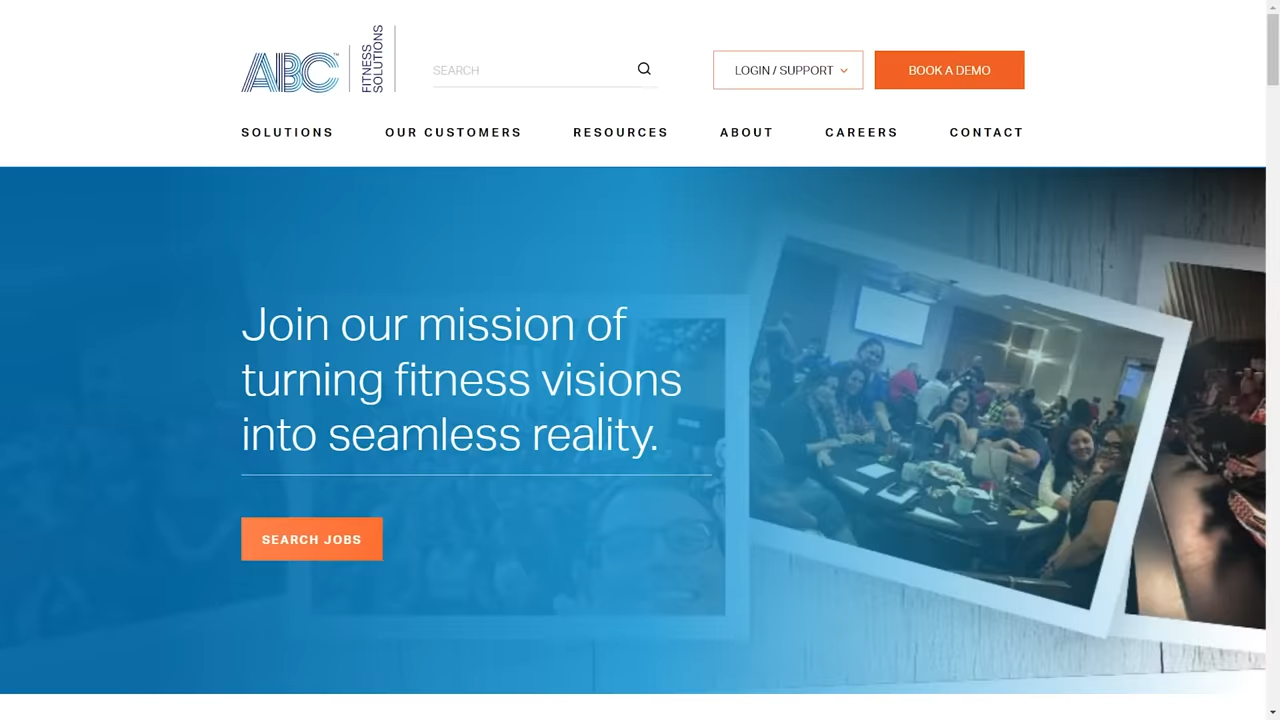 ABC™
FITNESS
SOLUTIONS
SEARCH
LOGIN / SUPPORT
BOOK A DEMO
SOLUTIONS
OUR CUSTOMERS
RESOURCES
ABOUT
CAREERS
CONTACT
Join our mission of
turning fitness visions
into seamless reality.
SEARCH JOBS